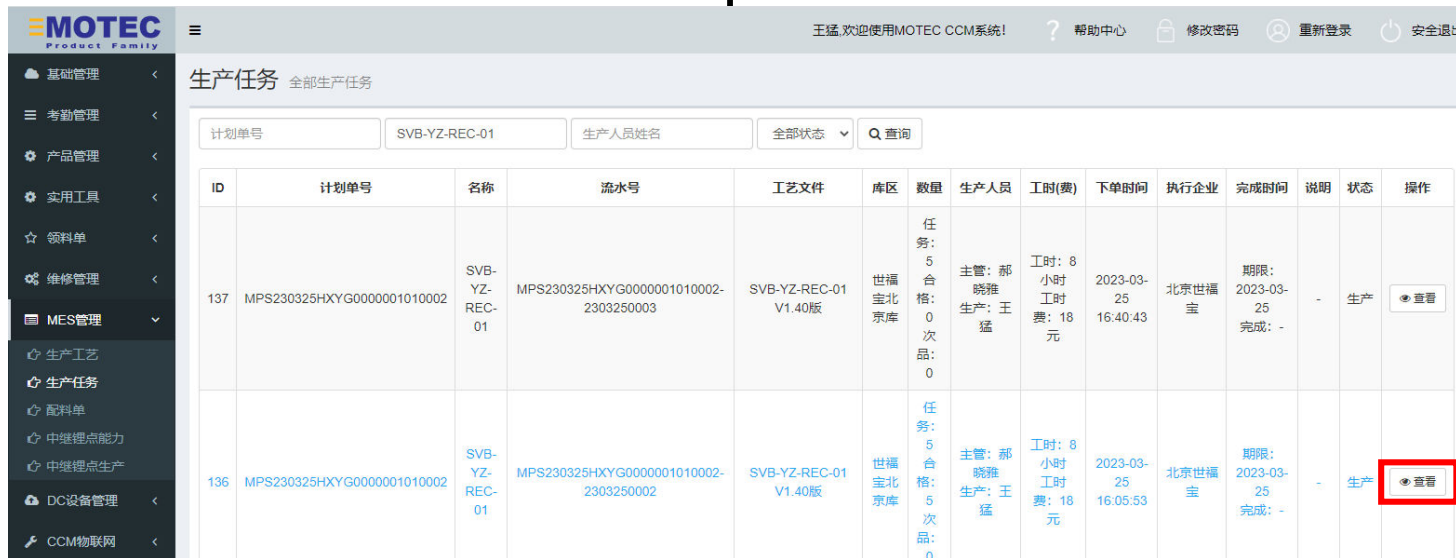 EMOTEC
Product Family
王猛,欢迎使用MOTEC CCM系统!
帮助中心
修改密码
重新登录
安全退出
基础管理
考勤管理
产品管理
实用工具
领料单
维修管理
MES管理
生产工艺
生产任务
配料单
中继锂点能力
中继锂点生产
DC设备管理
CCM物联网
生产任务 全部生产任务
计划单号
SVB-YZ-REC-01
生产人员姓名
全部状态
查询
ID 计划单号 名称 流水号 工艺文件 库区 数量 生产人员 工时(费) 下单时间 执行企业 完成时间 说明 状态 操作
137
MPS230325HXYG0000001010002
SVB-
YZ-
REC-
01
MPS230325HXYG0000001010002-
2303250003
SVB-YZ-REC-01
V1.40版
世福
宝北
京库
任
务:
5
合
格:
0
次
品:
0
主管:郝
晓雅
生产:王
猛
工时:8
小时
工时
费:18
元
2023-03-
25
16:40:43
北京世福
宝
期限:
2023-03-
25
完成:-
-
生产
查看
136
MPS230325HXYG0000001010002
SVB-
YZ-
REC-
01
MPS230325HXYG0000001010002-
2303250002
SVB-YZ-REC-01
V1.40版
世福
宝北
京库
任
务:
5
合
格:
5
次
品:
0
主管:郝
晓雅
生产:王
猛
工时:8
小时
工时
费:18
元
2023-03-
25
16:05:53
北京世福
宝
期限:
2023-03-
25
完成:-
-
生产
查看